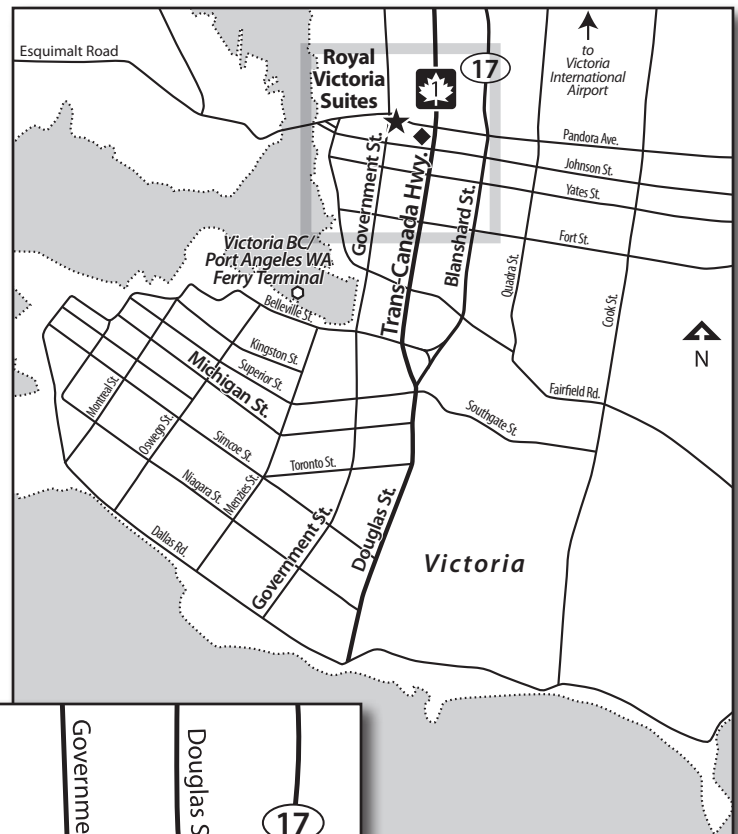 Esquimalt Road
Royal
Victoria
Suites
1
17
to
Victoria
International
Airport
Pandora Ave.
Johnson St.
Yates St.
Fort St.
Government St.
Trans-Canada Hwy.
Blanshard St.
Quadra St.
Cook St.
Victoria BC/
Port Angeles WA
Ferry Terminal
Belleville St.
Kingston St.
Superior St.
Michigan St.
Montreal St.
Oswego St.
Simcoe St.
Niagara St.
Menzies St.
Toronto St.
Dallas Rd.
Government St.
Douglas St.
Southgate St.
Fairfield Rd.
N
Victoria
Governme
Douglas S
17